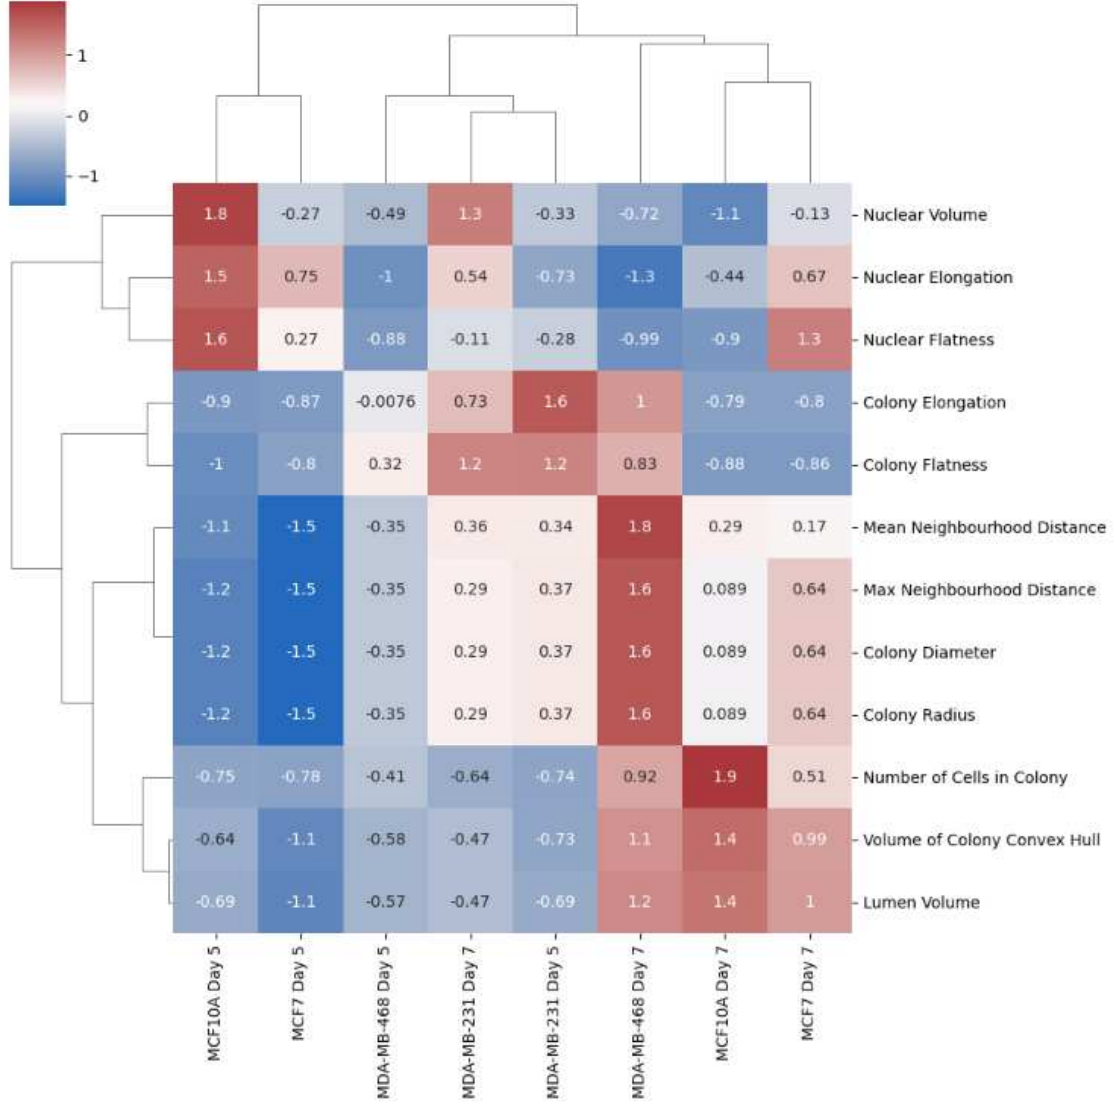 1
0
−1
1.8 -0.27 -0.49 1.3 -0.33 -0.72 -1.1 -0.13 Nuclear Volume
1.5 0.75 -1 0.54 -0.73 -1.3 -0.44 0.67 Nuclear Elongation
1.6 0.27 -0.88 -0.11 -0.28 -0.99 -0.9 1.3 Nuclear Flatness
-0.9 -0.87 -0.0076 0.73 1.6 1 -0.79 -0.8 Colony Elongation
-1 -0.8 0.32 1.2 1.2 0.83 -0.88 -0.86 Colony Flatness
-1.1 -1.5 -0.35 0.36 0.34 1.8 0.29 0.17 Mean Neighbourhood Distance
-1.2 -1.5 -0.35 0.29 0.37 1.6 0.089 0.64 Max Neighbourhood Distance
-1.2 -1.5 -0.35 0.29 0.37 1.6 0.089 0.64 Colony Diameter
-1.2 -1.5 -0.35 0.29 0.37 1.6 0.089 0.64 Colony Radius
-0.75 -0.78 -0.41 -0.64 -0.74 0.92 1.9 0.51 Number of Cells in Colony
-0.64 -1.1 -0.58 -0.47 -0.73 1.1 1.4 0.99 Volume of Colony Convex Hull
-0.69 -1.1 -0.57 -0.47 -0.69 1.2 1.4 1 Lumen Volume
MCF10A Day 5
MCF7 Day 5
MDA-MB-468 Day 5
MDA-MB-231 Day 7
MDA-MB-231 Day 5
MDA-MB-468 Day 7
MCF10A Day 7
MCF7 Day 7